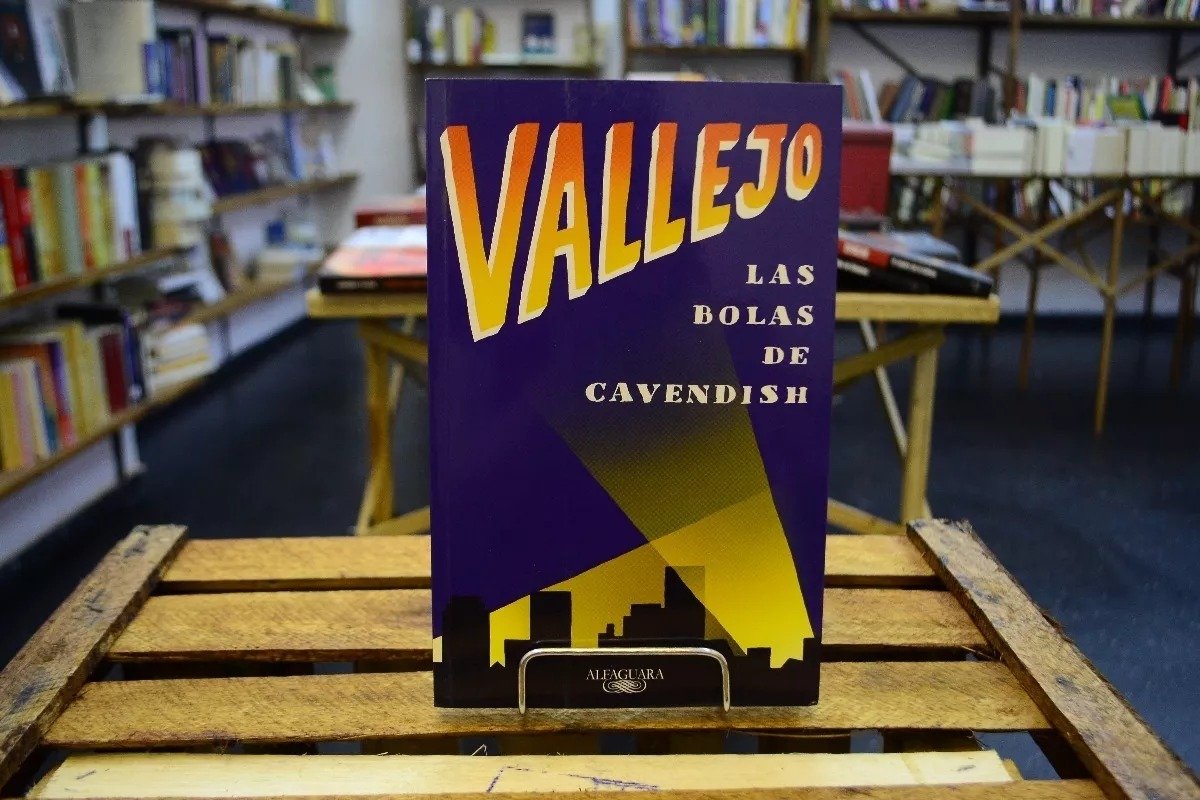 VALLEJO
LAS
BOLAS
DE
CAVENDISH
ALFAGUARA